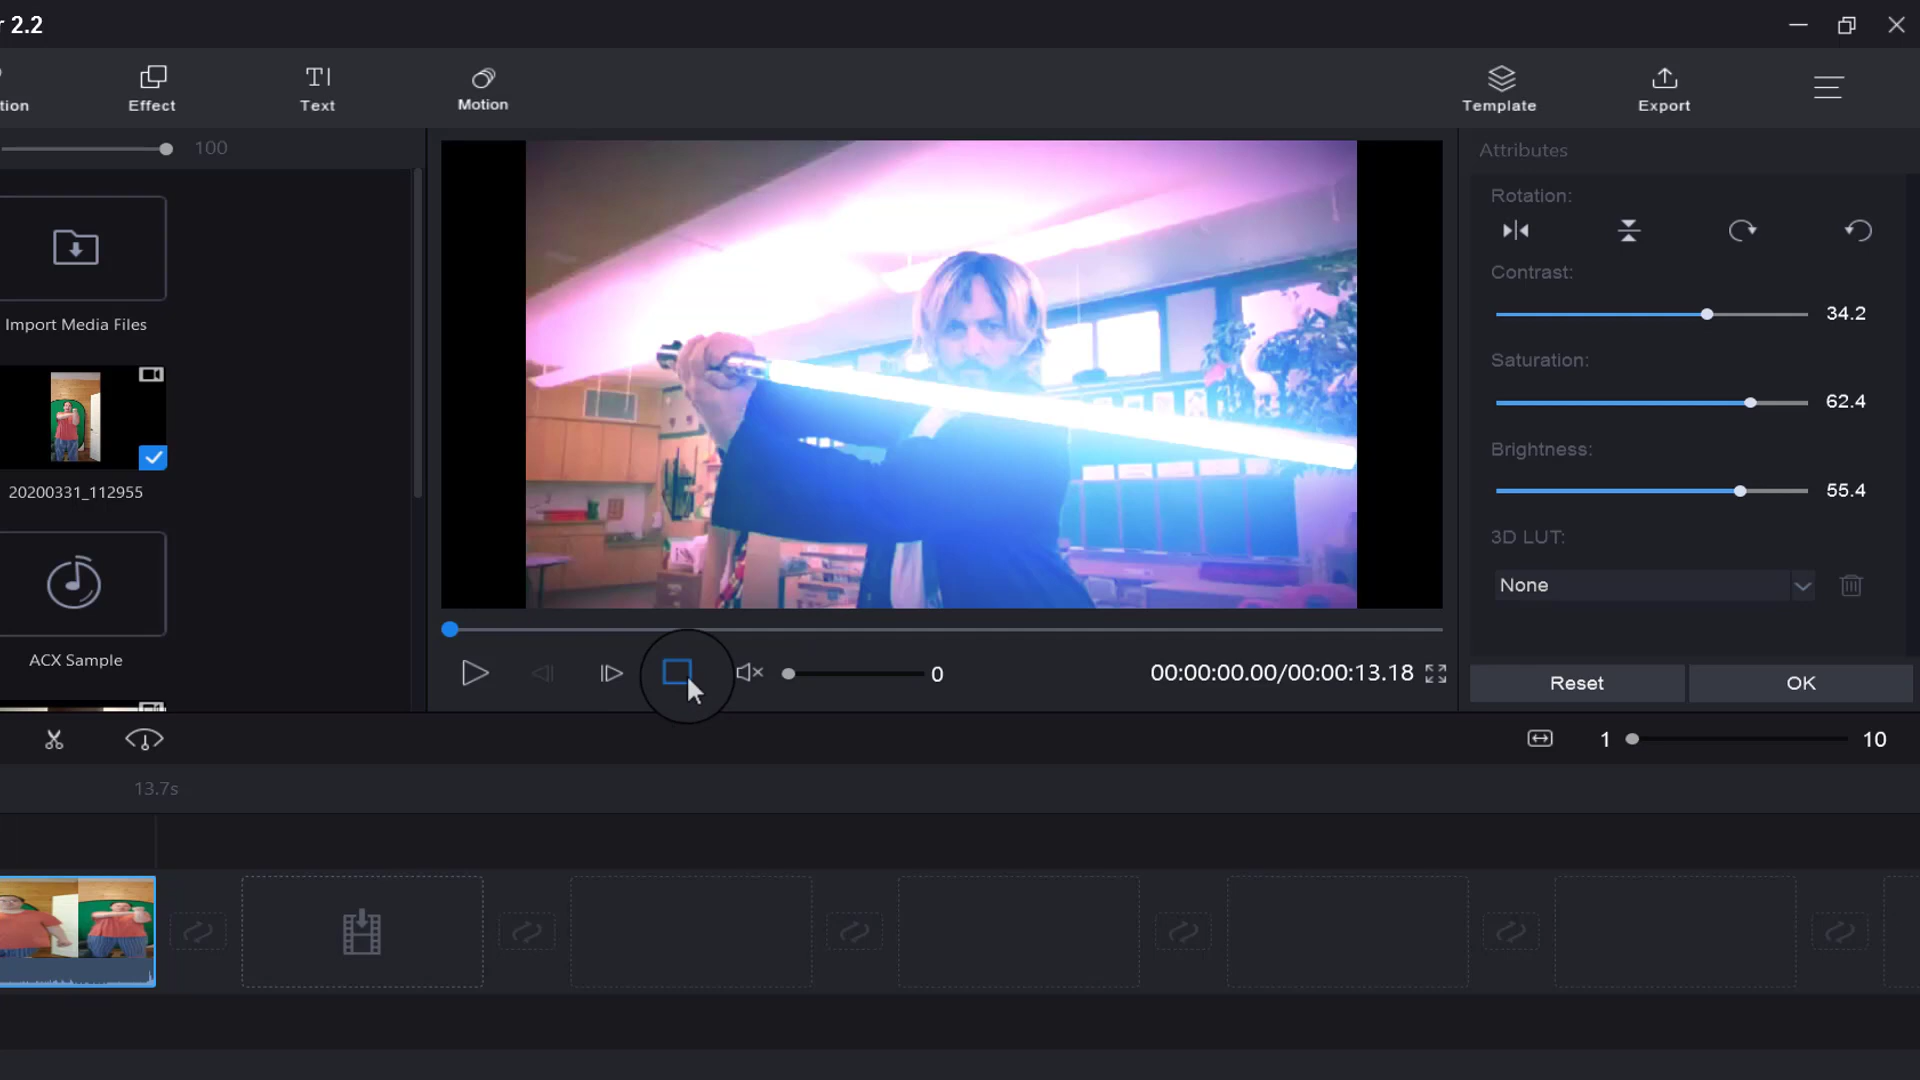 r 2.2
tion
Effect
Text
Motion
Template
Export
100
Attributes
Import Media Files
20200331_112955
ACX Sample
Rotation:
Contrast:
34.2
Saturation:
62.4
Brightness:
55.4
3D LUT:
None
0
00:00:00.00/00:00:13.18
Reset
OK
1
10
13.7s